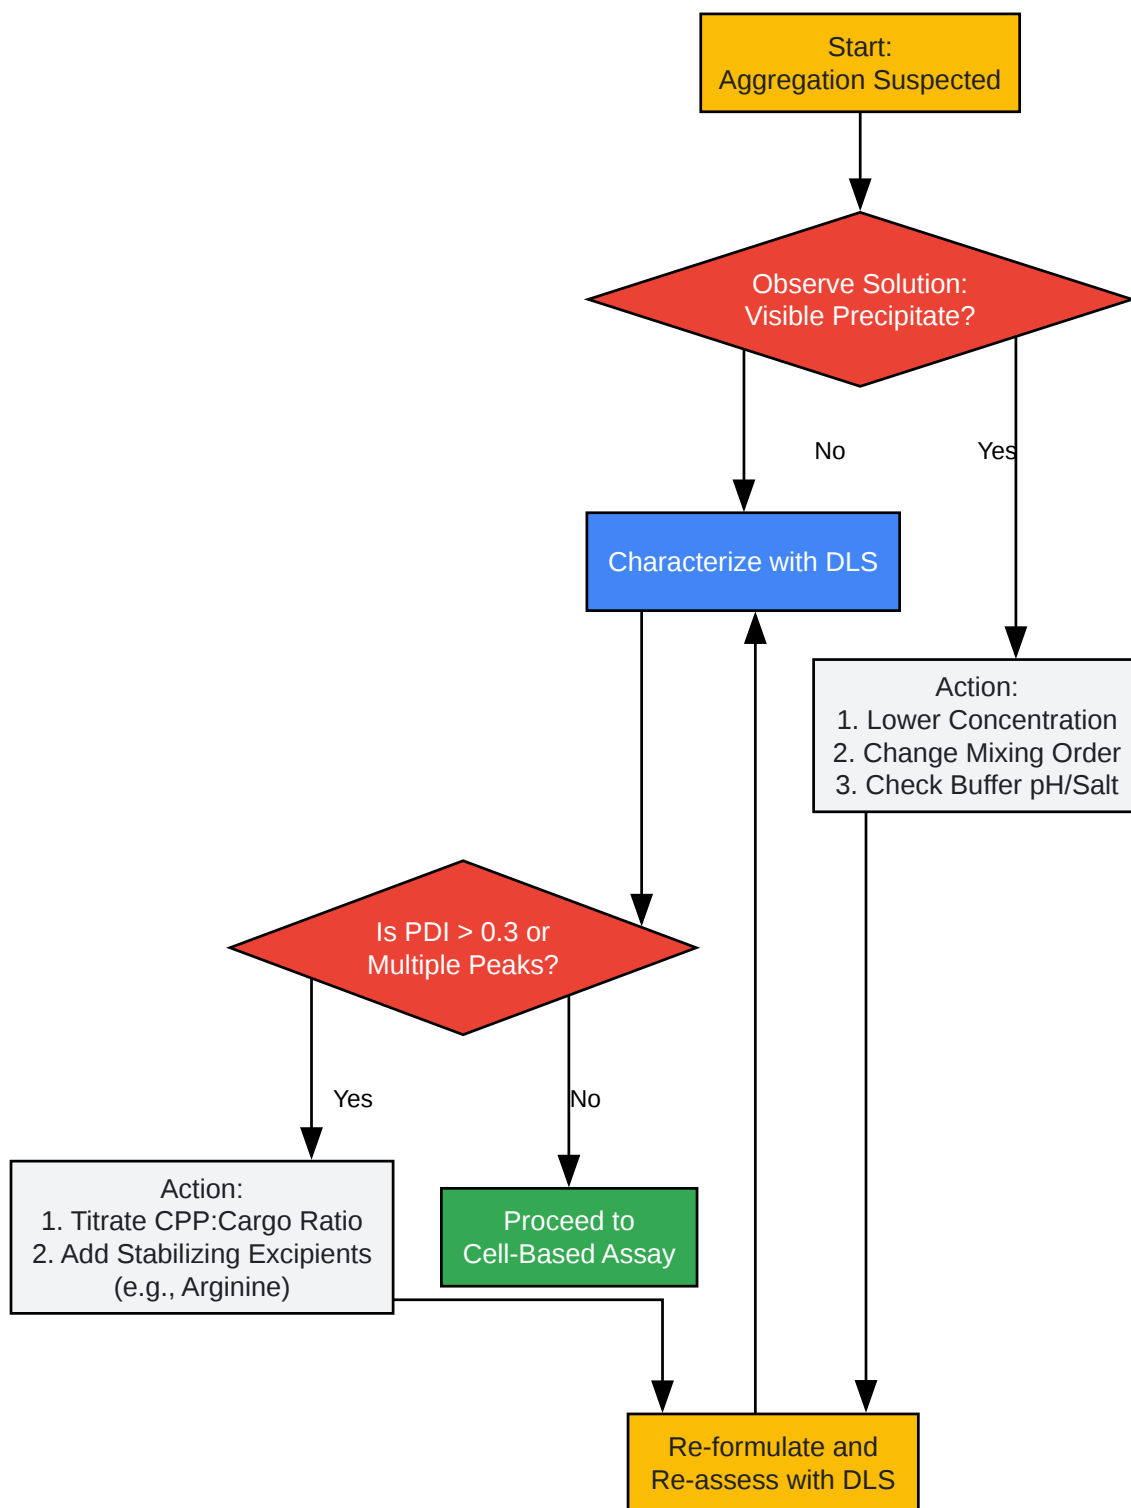 Start:
Aggregation Suspected
Observe Solution:
Visible Precipitate?
No
Yes
Characterize with DLS
Action:
1. Lower Concentration
2. Change Mixing Order
3. Check Buffer pH/Salt
Is PDI > 0.3 or
Multiple Peaks?
Yes
No
Action:
1. Titrate CPP:Cargo Ratio
2. Add Stabilizing Excipients
(e.g., Arginine)
Proceed to
Cell-Based Assay
Re-formulate and
Re-assess with DLS